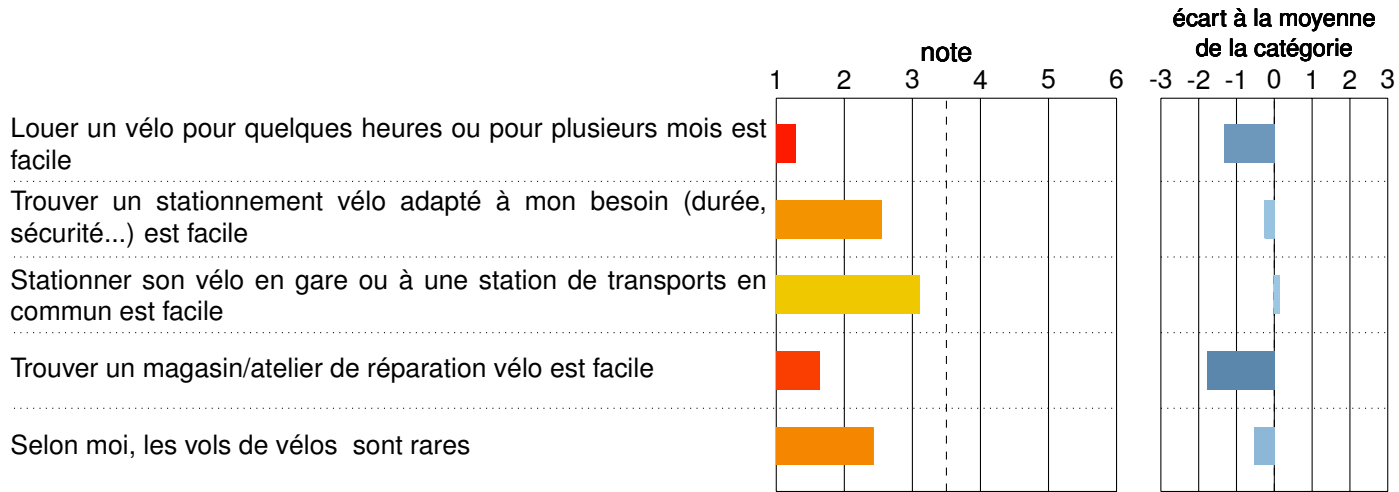 écart à la moyenne
note de la catégorie
1 2 3 4 5 6 -3 -2 -1 0 1 2 3
Louer un vélo pour quelques heures ou pour plusieurs mois est
facile
Trouver un stationnement vélo adapté à mon besoin (durée,
sécurité...) est facile
Stationner son vélo en gare ou à une station de transports en
commun est facile
Trouver un magasin/atelier de réparation vélo est facile
Selon moi, les vols de vélos sont rares